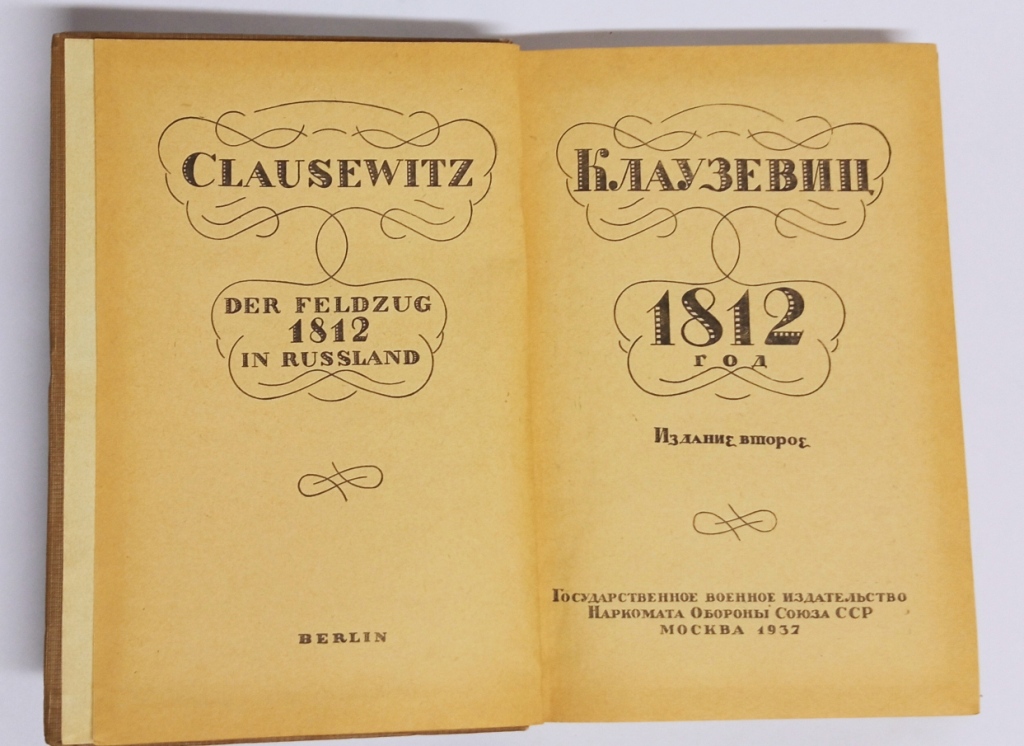 CLAUSEWITZ
DER FELDZUG
1812
IN RUSSLAND
BERLIN
КЛАУЗЕВИЦ
1812
ГОД
Издание второе
Государственное военное издательство
Наркомата Обороны Союза ССР
МОСКВА 1937